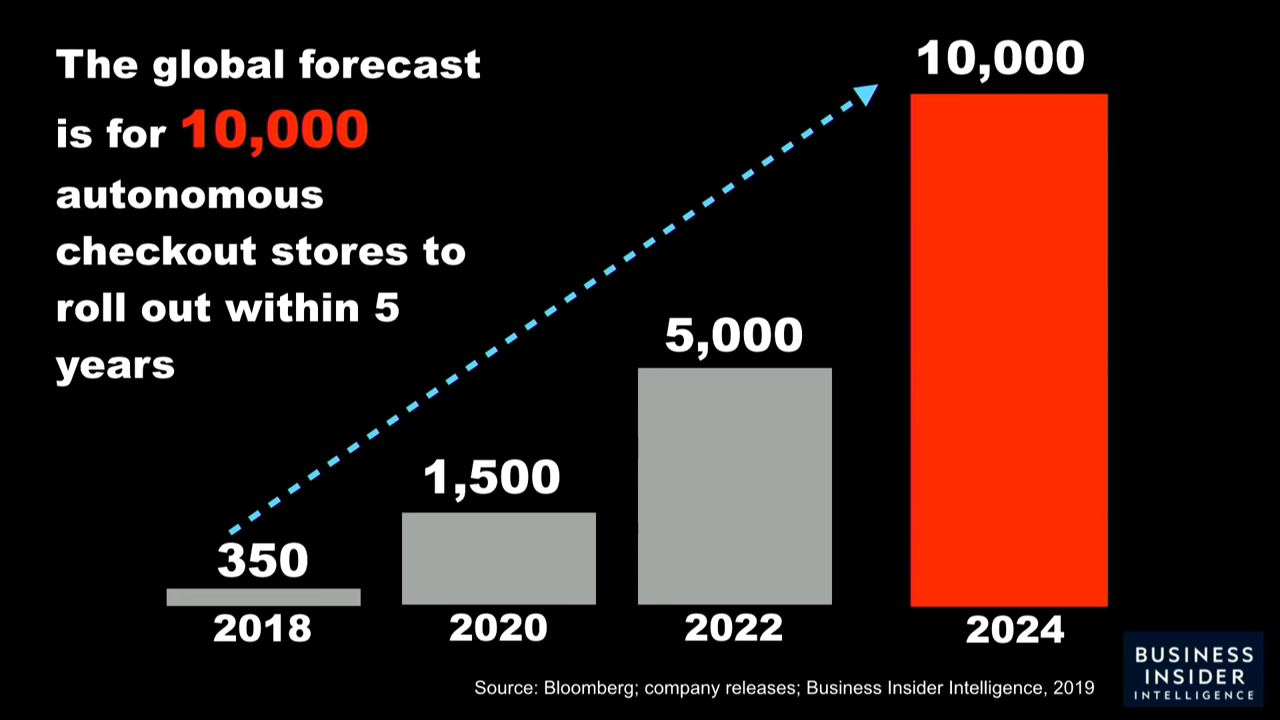 The global forecast
is for 10,000
autonomous
checkout stores to
roll out within 5
years
10,000
5,000
1,500
350
2018
2020
2022
2024
Source: Bloomberg; company releases; Business Insider Intelligence, 2019
BUSINESS
INSIDER
INTELLIGENCE